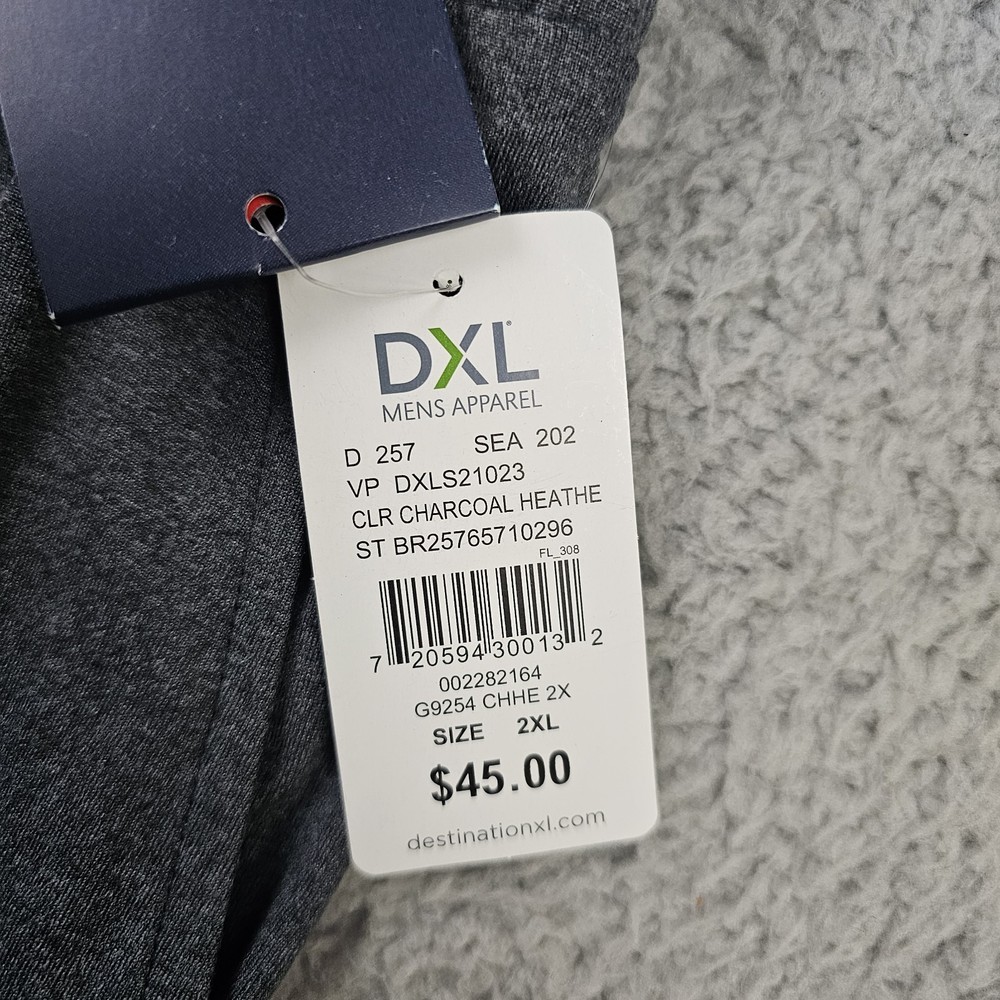 DXL®
MENS APPAREL
D 257 SEA 202
VP DXLS21023
CLR CHARCOAL HEATHE
ST BR25765710296
FL_308
7 20594 30013 2
002282164
G9254 CHHE 2X
SIZE 2XL
$45.00
destinationxl.com